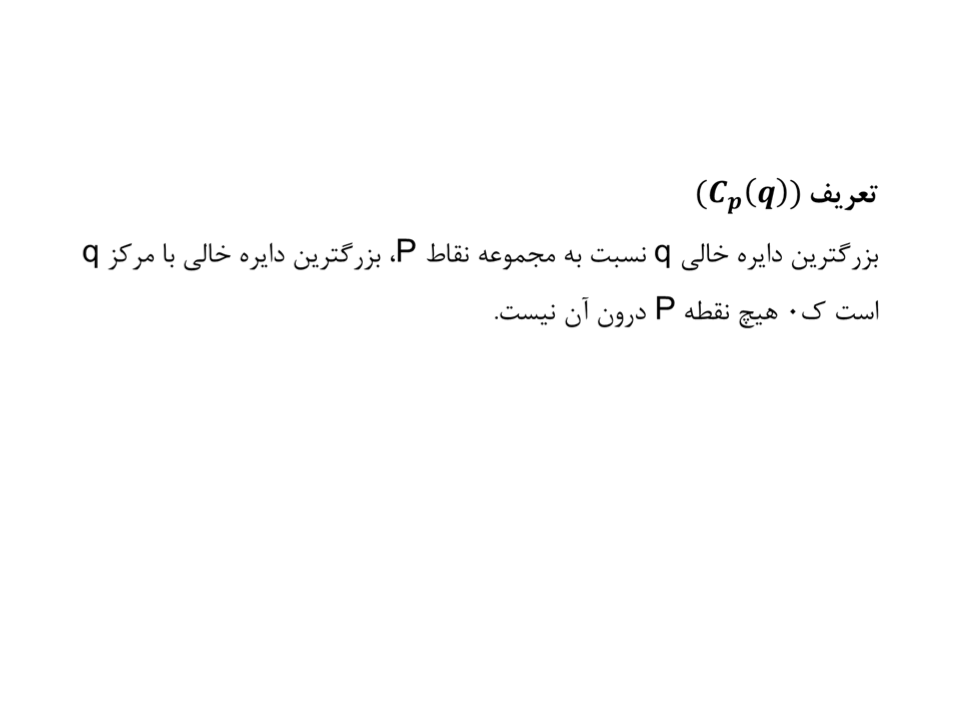 تعریف (C_p(q))
بزرگترین دایره خالی q نسبت به مجموعه نقاط P، بزرگترین دایره خالی با مرکز q
است ک۰ هیچ نقطه P درون آن نیست.